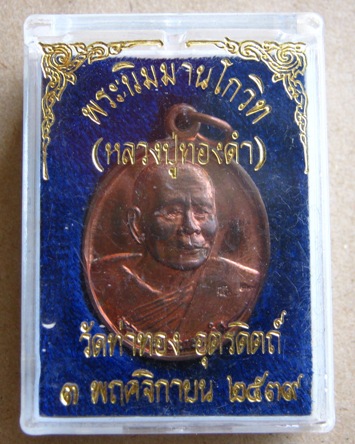 พระนิมมานโกวิท
(หลวงปู่ทองดำ)
วัดท่าทอง อุตรดิตถ์
๓ พฤศจิกายน ๒๕๓๙